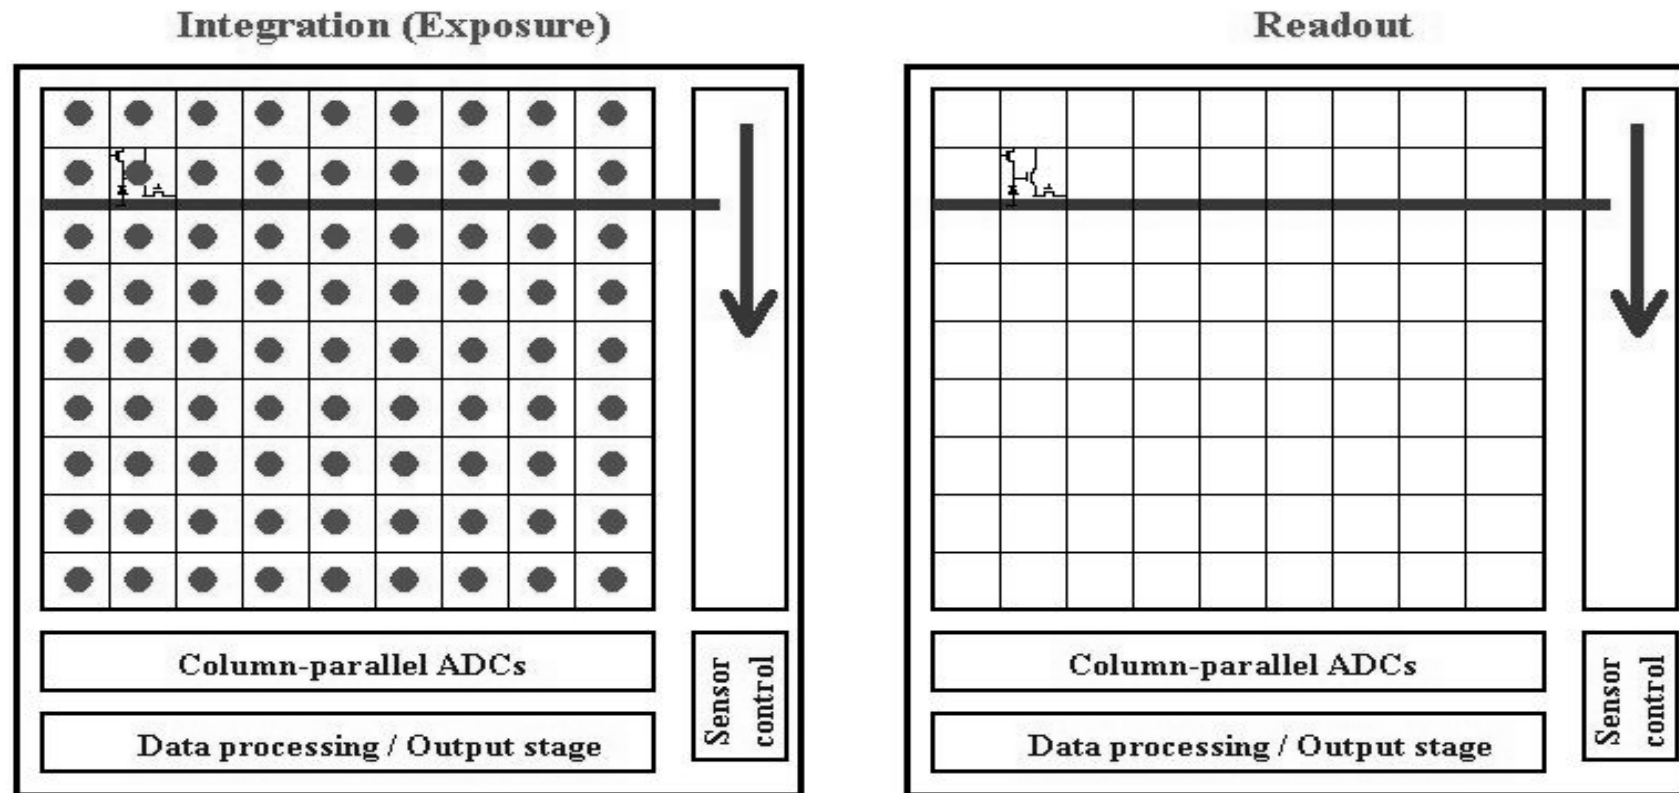 Integration (Exposure)
Readout
Column-parallel ADCs
Data processing / Output stage
Sensor
control
Column-parallel ADCs
Data processing / Output stage
Sensor
control